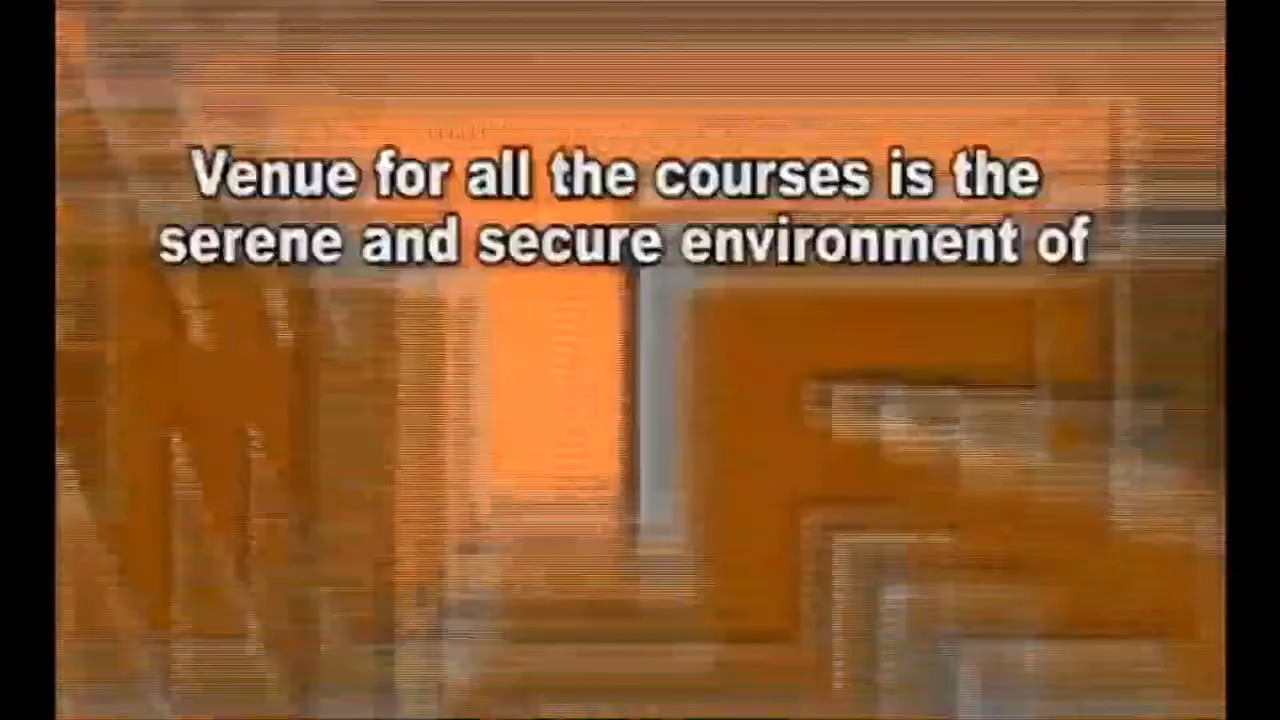 Venue for all the courses is the
serene and secure environment of